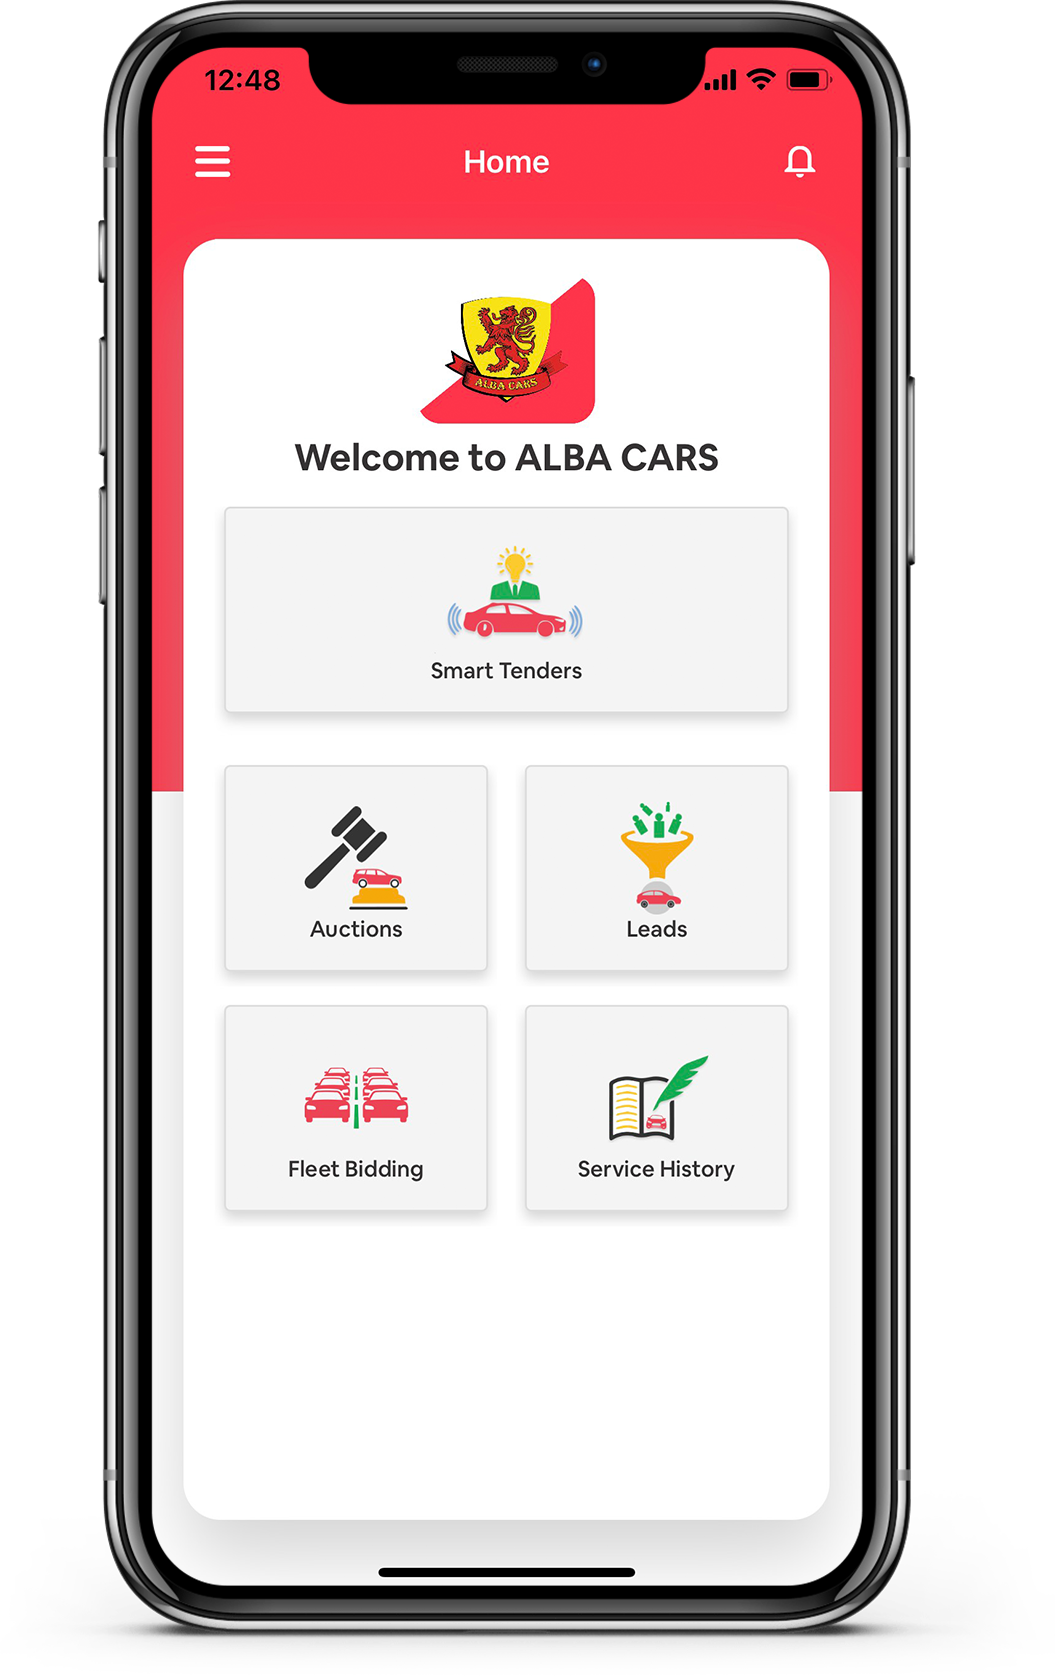 12:48
Home
ALBA CARS
Welcome to ALBA CARS
Smart Tenders
Auctions
Leads
Fleet Bidding
Service History